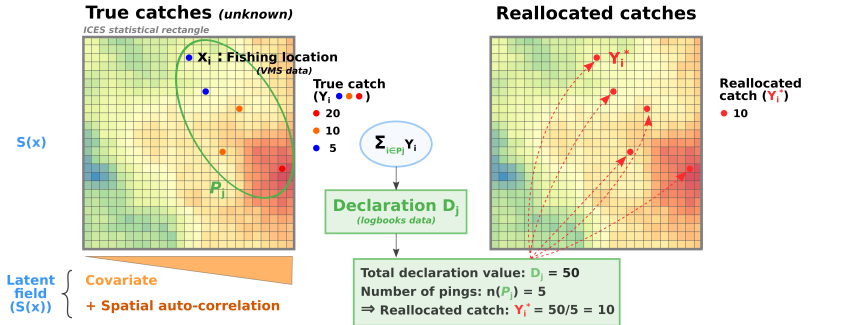 True catches (unknown)
ICES statistical rectangle
xi : Fishing location
(VMS data)
Pj
S(x)
True catch
(Yi )
20
10
5
Σi∈Pj Yi
Declaration Dj
(logbooks data)
Total declaration value: Dj = 50
Number of pings: n(Pj) = 5
⇒ Reallocated catch: Yi* = 50/5 = 10
Reallocated catches
Yi*
Reallocated
catch (Yi*)
10
Latent
field
(S(x))
Covariate
+ Spatial auto-correlation